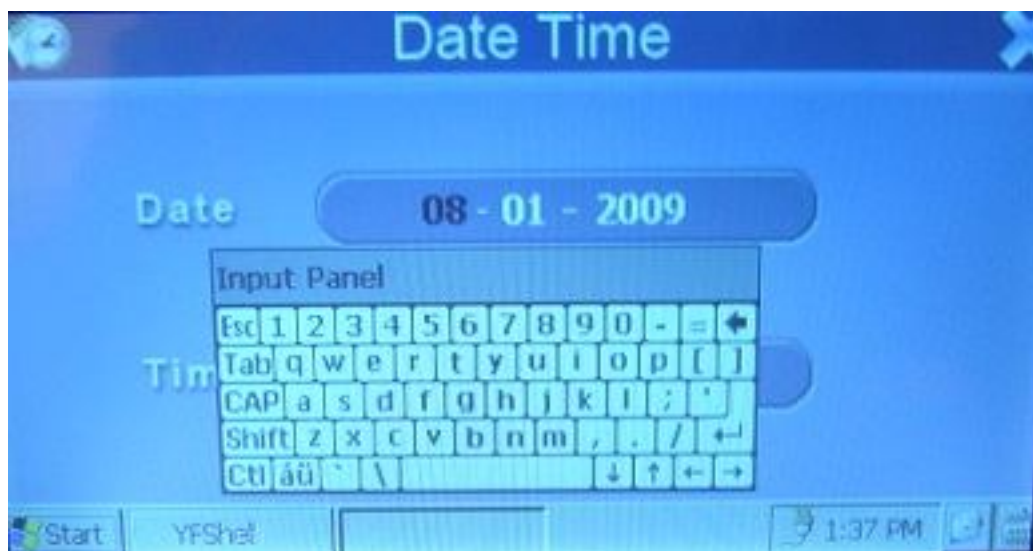 Date Time
Date 08 - 01 - 2009
Input Panel
Esc 1 2 3 4 5 6 7 8 9 0 - = 
Tim Tab q w e r t y u i o p [ ]
CAP a s d f g h j k l ; '
Shift z x c v b n m , . / 
Ctl áü ` \ ↓ ↑ ← →
Start YFShell 1:37 PM